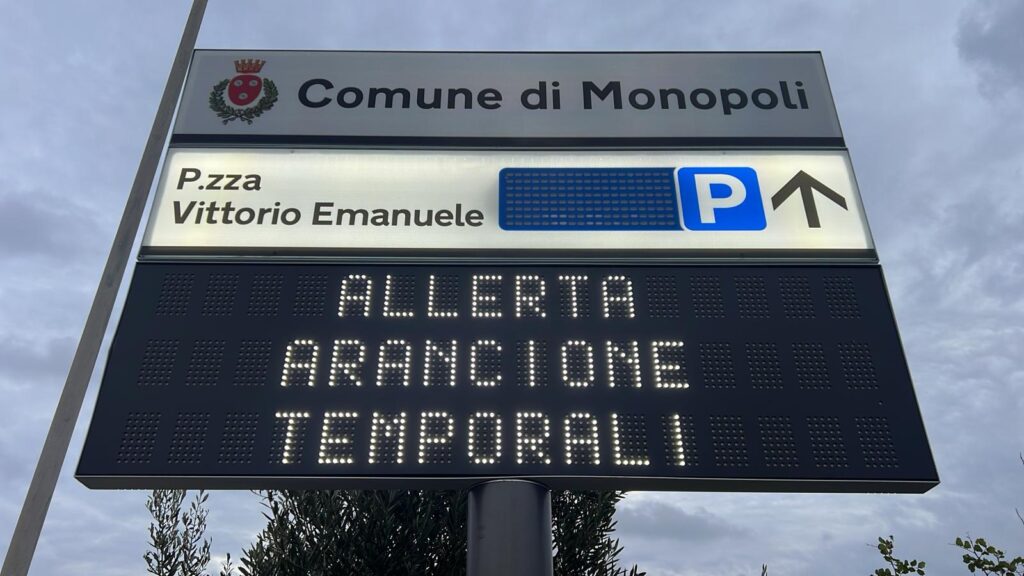 Comune di Monopoli
P.zza
Vittorio Emanuele
P
ALLERTA
ARANCIONE
TEMPORALI